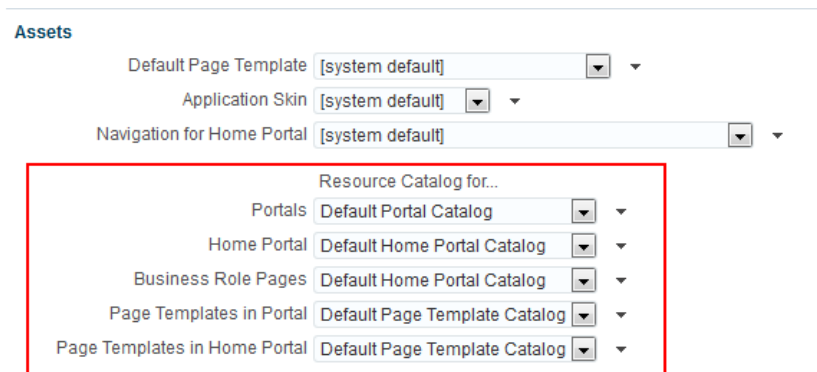 Assets
Default Page Template [system default]
Application Skin [system default]
Navigation for Home Portal [system default]
Resource Catalog for...
Portals Default Portal Catalog
Home Portal Default Home Portal Catalog
Business Role Pages Default Home Portal Catalog
Page Templates in Portal Default Page Template Catalog
Page Templates in Home Portal Default Page Template Catalog